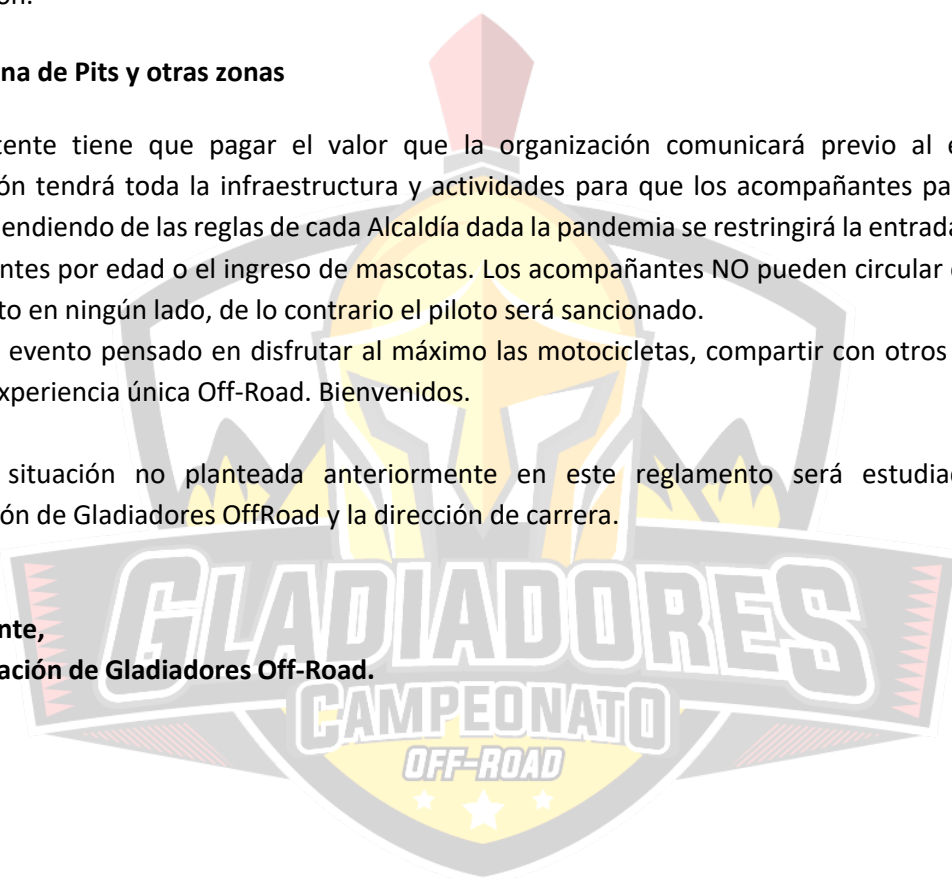 ón.
na de Pits y otras zonas
tente tiene que pagar el valor que la organización comunicará previo al e
ón tendrá toda la infraestructura y actividades para que los acompañantes pa
endiendo de las reglas de cada Alcaldía dada la pandemia se restringirá la entrada
ntes por edad o el ingreso de mascotas. Los acompañantes NO pueden circular
to en ningún lado, de lo contrario el piloto será sancionado.
evento pensado en disfrutar al máximo las motocicletas, compartir con otros
xperiencia única Off-Road. Bienvenidos.
situación no planteada anteriormente en este reglamento será estudia
ón de Gladiadores OffRoad y la dirección de carrera.
nte,
ación de Gladiadores Off-Road.
GLADIADORES
CAMPEONATO
OFF-ROAD